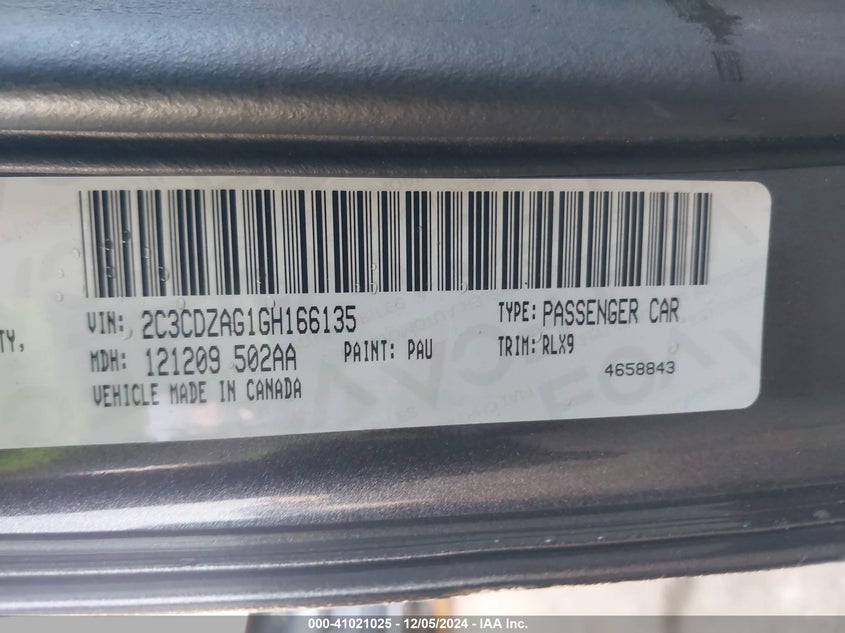 VIN: 2C3CDZAG1GH166135 TYPE: PASSENGER CAR
TY,
MDH: 121209 502AA PAINT: PAU TRIM: RLX9
VEHICLE MADE IN CANADA 4658843
000-41021025 - 12/05/2024 - IAA Inc.